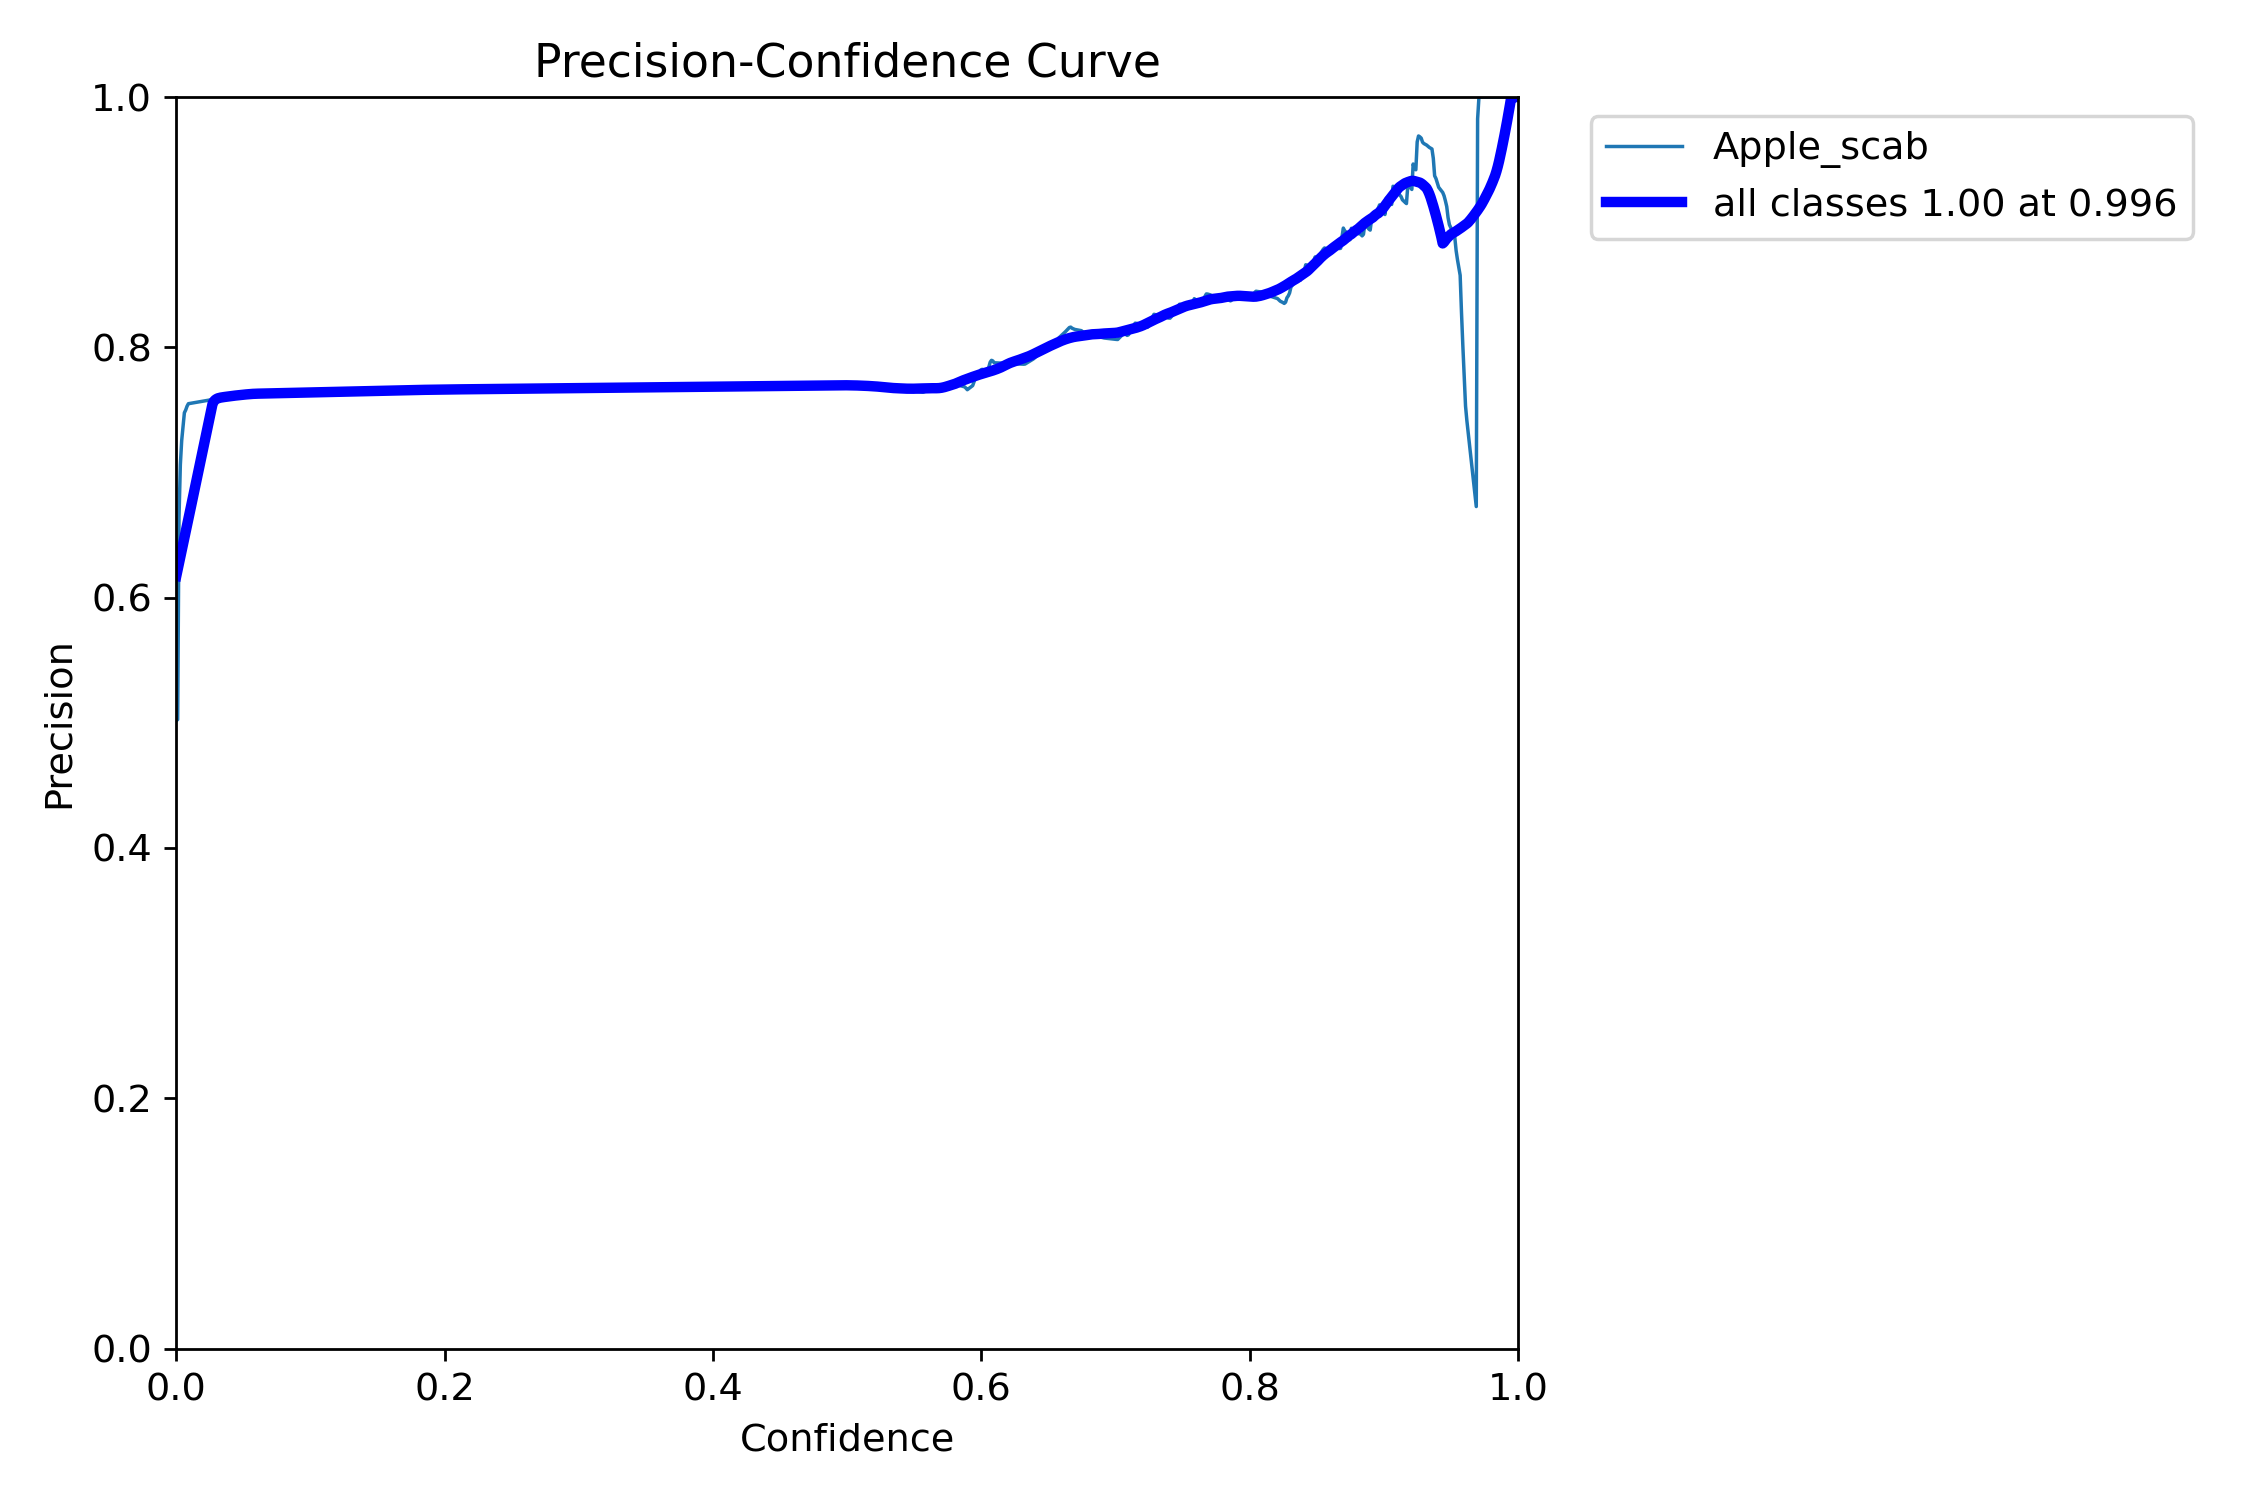 Precision-Confidence Curve
Apple_scab
all classes 1.00 at 0.996
Precision
1.0
0.8
0.6
0.4
0.2
0.0
0.0 0.2 0.4 0.6 0.8 1.0
Confidence